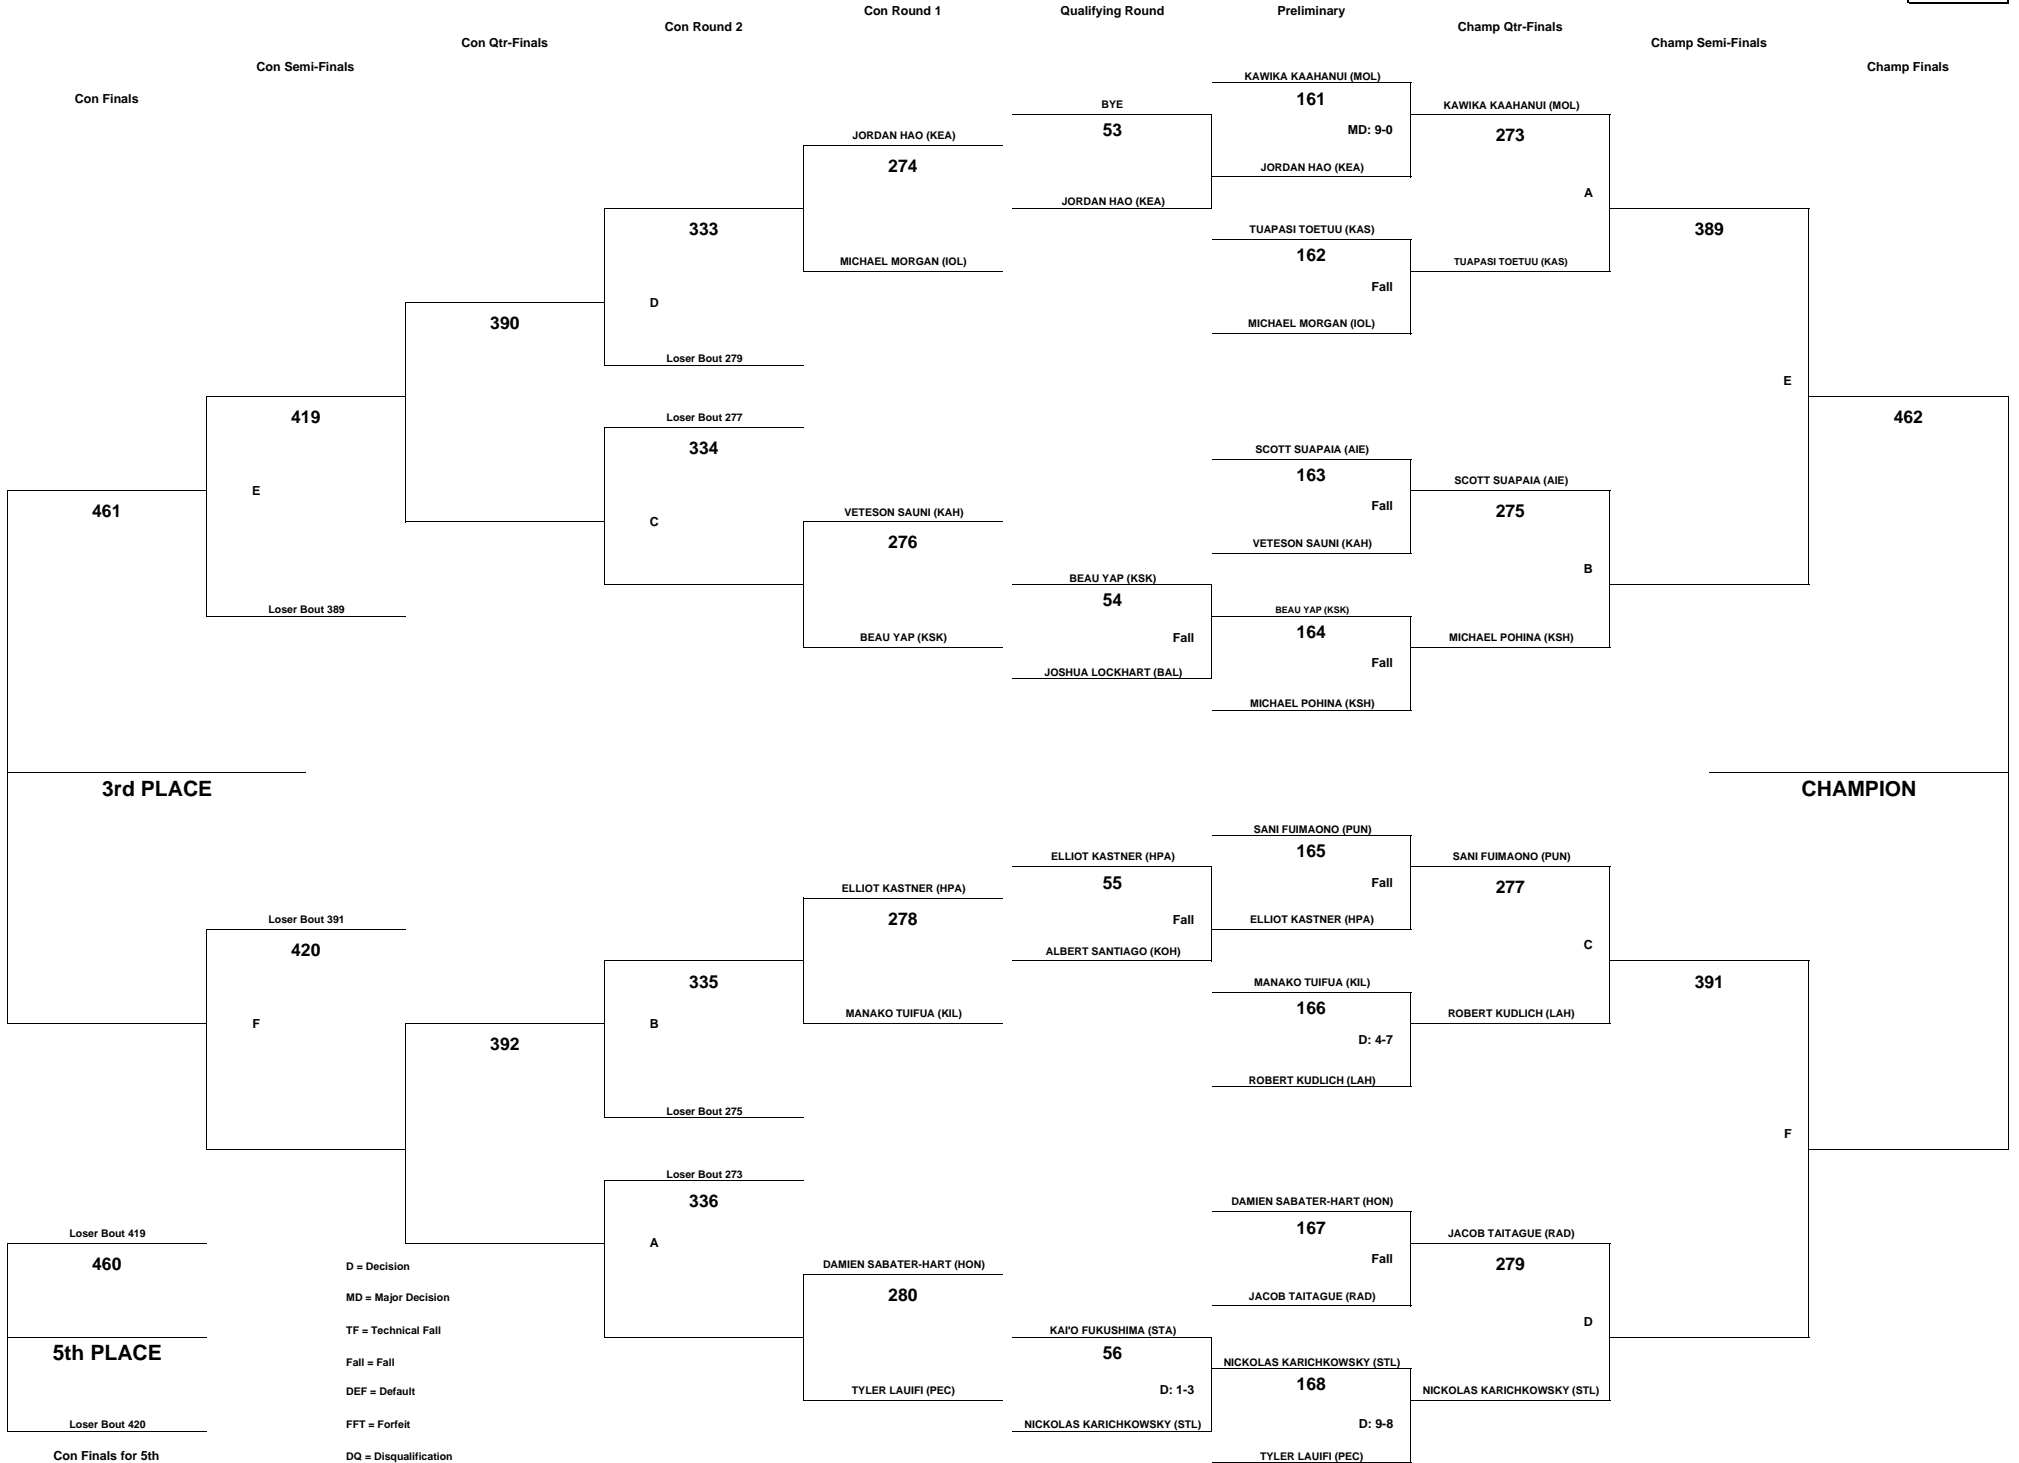 Con Round 1
Qualifying Round
Preliminary
Con Round 2
Champ Qtr-Finals
Con Qtr-Finals
Champ Semi-Finals
Con Semi-Finals
Champ Finals
Con Finals
KAWIKA KAAHANUI (MOL)
161
MD: 9-0
JORDAN HAO (KEA)
BYE
53
JORDAN HAO (KEA)
KAWIKA KAAHANUI (MOL)
273
A
TUAPASI TOETUU (KAS)
JORDAN HAO (KEA)
274
MICHAEL MORGAN (IOL)
TUAPASI TOETUU (KAS)
162
Fall
MICHAEL MORGAN (IOL)
333
D
Loser Bout 279
389
E
390
Loser Bout 277
334
C
419
E
Loser Bout 389
462
461
SCOTT SUAPAIA (AIE)
163
Fall
VETESON SAUNI (KAH)
SCOTT SUAPAIA (AIE)
275
B
MICHAEL POHINA (KSH)
VETESON SAUNI (KAH)
276
BEAU YAP (KSK)
BEAU YAP (KSK)
54
Fall
JOSHUA LOCKHART (BAL)
BEAU YAP (KSK)
164
Fall
MICHAEL POHINA (KSH)
3rd PLACE
CHAMPION
SANI FUIMAONO (PUN)
165
Fall
ELLIOT KASTNER (HPA)
ELLIOT KASTNER (HPA)
55
Fall
ALBERT SANTIAGO (KOH)
SANI FUIMAONO (PUN)
277
C
ROBERT KUDLICH (LAH)
ELLIOT KASTNER (HPA)
278
MANAKO TUIFUA (KIL)
Loser Bout 391
420
F
335
B
Loser Bout 275
MANAKO TUIFUA (KIL)
166
D: 4-7
ROBERT KUDLICH (LAH)
391
F
392
Loser Bout 273
336
A
DAMIEN SABATER-HART (HON)
167
Fall
JACOB TAITAGUE (RAD)
JACOB TAITAGUE (RAD)
279
D
NICKOLAS KARICHKOWSKY (STL)
DAMIEN SABATER-HART (HON)
280
TYLER LAUIFI (PEC)
KAI'O FUKUSHIMA (STA)
56
D: 1-3
NICKOLAS KARICHKOWSKY (STL)
NICKOLAS KARICHKOWSKY (STL)
168
D: 9-8
TYLER LAUIFI (PEC)
Loser Bout 419
460
5th PLACE
Loser Bout 420
Con Finals for 5th
D = Decision
MD = Major Decision
TF = Technical Fall
Fall = Fall
DEF = Default
FFT = Forfeit
DQ = Disqualification